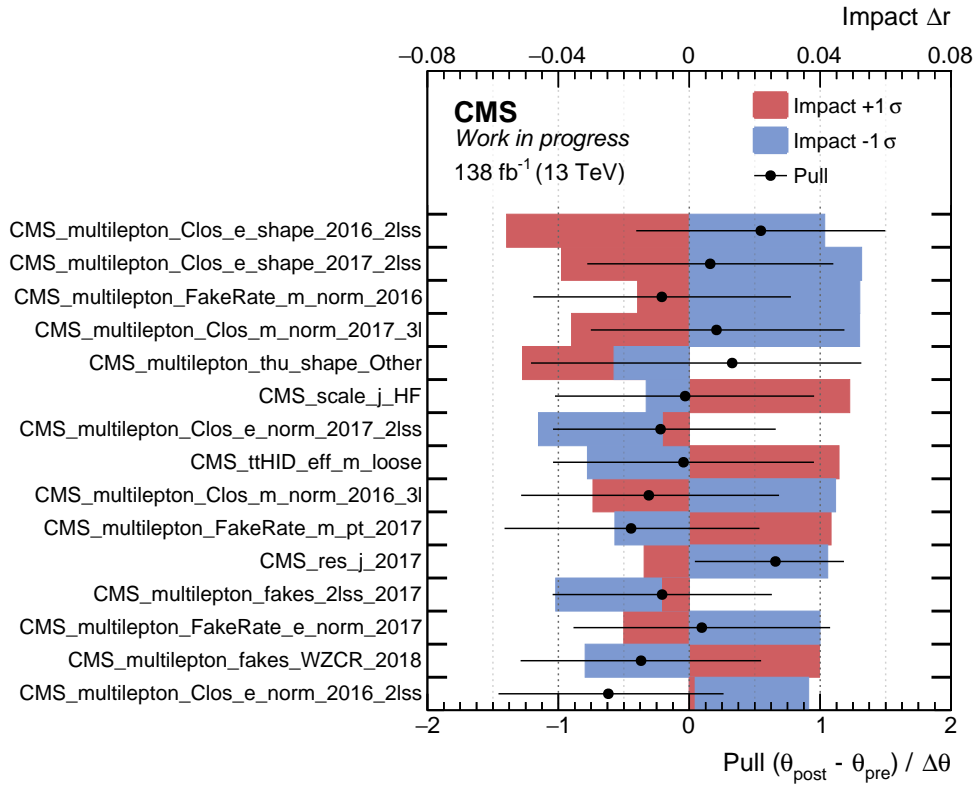 Impact Δr
−0.08 −0.04 0 0.04 0.08
CMS
Work in progress
138 fb⁻¹ (13 TeV)
Impact +1 σ
Impact -1 σ
Pull
CMS_multilepton_Clos_e_shape_2016_2lss
CMS_multilepton_Clos_e_shape_2017_2lss
CMS_multilepton_FakeRate_m_norm_2016
CMS_multilepton_Clos_m_norm_2017_3l
CMS_multilepton_thu_shape_Other
CMS_scale_j_HF
CMS_multilepton_Clos_e_norm_2017_2lss
CMS_ttHID_eff_m_loose
CMS_multilepton_Clos_m_norm_2016_3l
CMS_multilepton_FakeRate_m_pt_2017
CMS_res_j_2017
CMS_multilepton_fakes_2lss_2017
CMS_multilepton_FakeRate_e_norm_2017
CMS_multilepton_fakes_WZCR_2018
CMS_multilepton_Clos_e_norm_2016_2lss
−2 −1 0 1 2
Pull (θpost - θpre) / Δθ